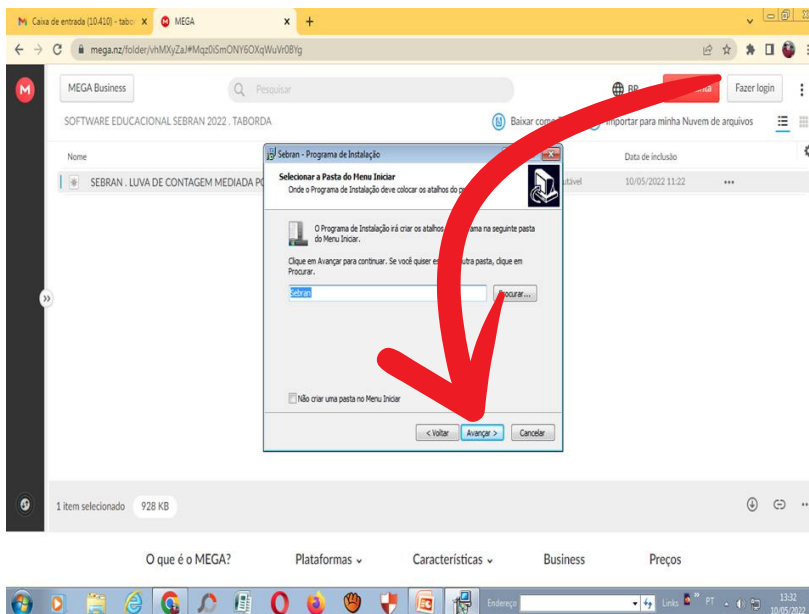 Caixa de entrada (10.410) - tabo
MEGA
mega.nz/folder/vhMXyZaJ#Mqz0iSmONY6OXqWuVr08Yg
MEGA Business
Pesquisar
BR
Fazer login
SOFTWARE EDUCACIONAL SEBRAN 2022 . TABORDA
Baixar como
Importar para minha Nuvem de arquivos
Nome
Data de inclusão
SEBRAN . LUVA DE CONTAGEM MEDIADA PO
10/05/2022 11:22
Sebran - Programa de Instalação
Selecionar a Pasta do Menu Iniciar
Onde o Programa de Instalação deve colocar os atalhos do
O Programa de Instalação irá criar os atalhos na seguinte pasta
do Menu Iniciar.
Clique em Avançar para continuar. Se você quiser pasta, clique em
Procurar.
Sebran
Procurar...
Não criar uma pasta no Menu Iniciar
< Voltar
Avançar >
Cancelar
1 item selecionado
928 KB
O que é o MEGA?
Plataformas
Características
Business
Preços
Endereço
Links
PT
13:32
10/05/2022